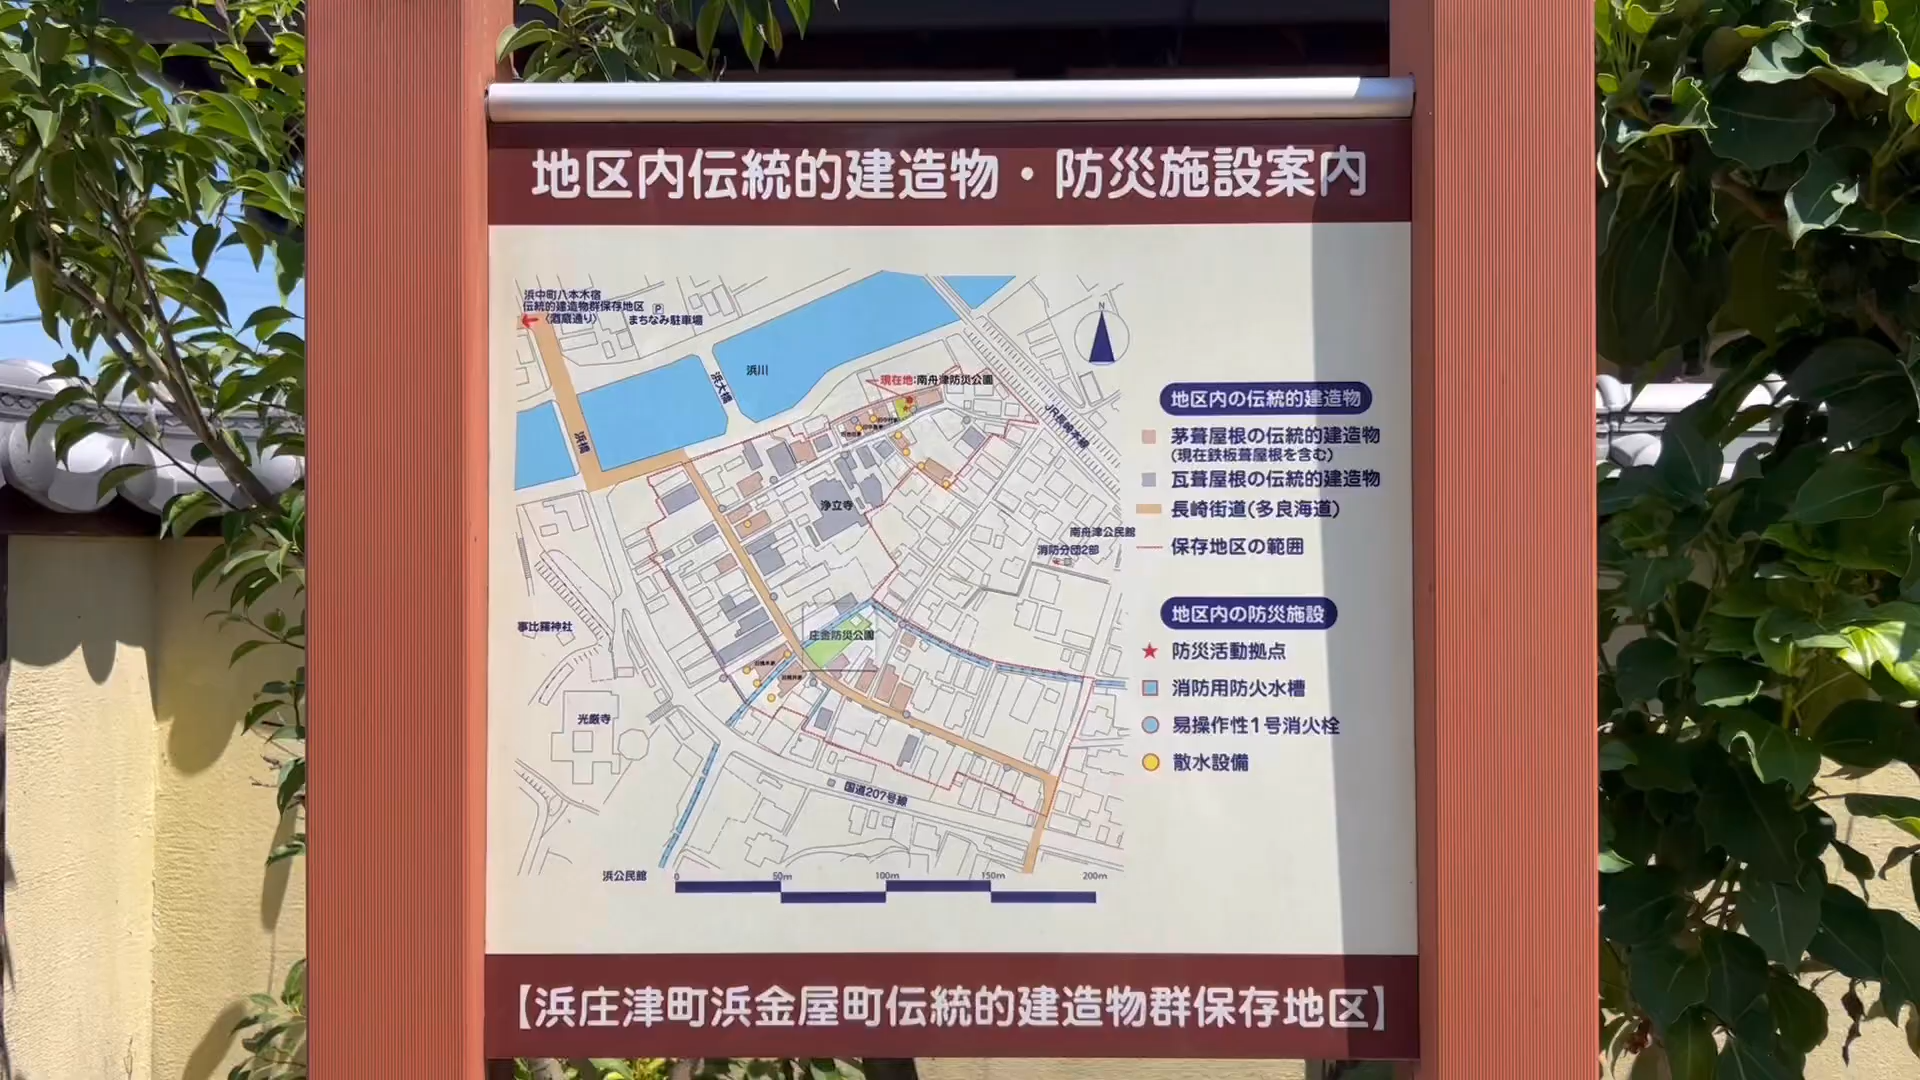 地区内伝統的建造物・防災施設案内
浜中町八本木宿
伝統的建造物群保存地区
(酒蔵通り)
P
まちなみ駐車場
N
浜川
浜大橋
浜橋
現在地:南舟津防災公園
JR長崎本線
浄立寺
南舟津公民館
消防分団2部
事比羅神社
庄金防災公園
光厳寺
国道207号線
浜公民館
0 50m 100m 150m 200m
地区内の伝統的建造物
茅葺屋根の伝統的建造物
(現在鉄板葺屋根を含む)
瓦葺屋根の伝統的建造物
長崎街道(多良海道)
保存地区の範囲
地区内の防災施設
防災活動拠点
消防用防火水槽
易操作性1号消火栓
散水設備
【浜庄津町浜金屋町伝統的建造物群保存地区】